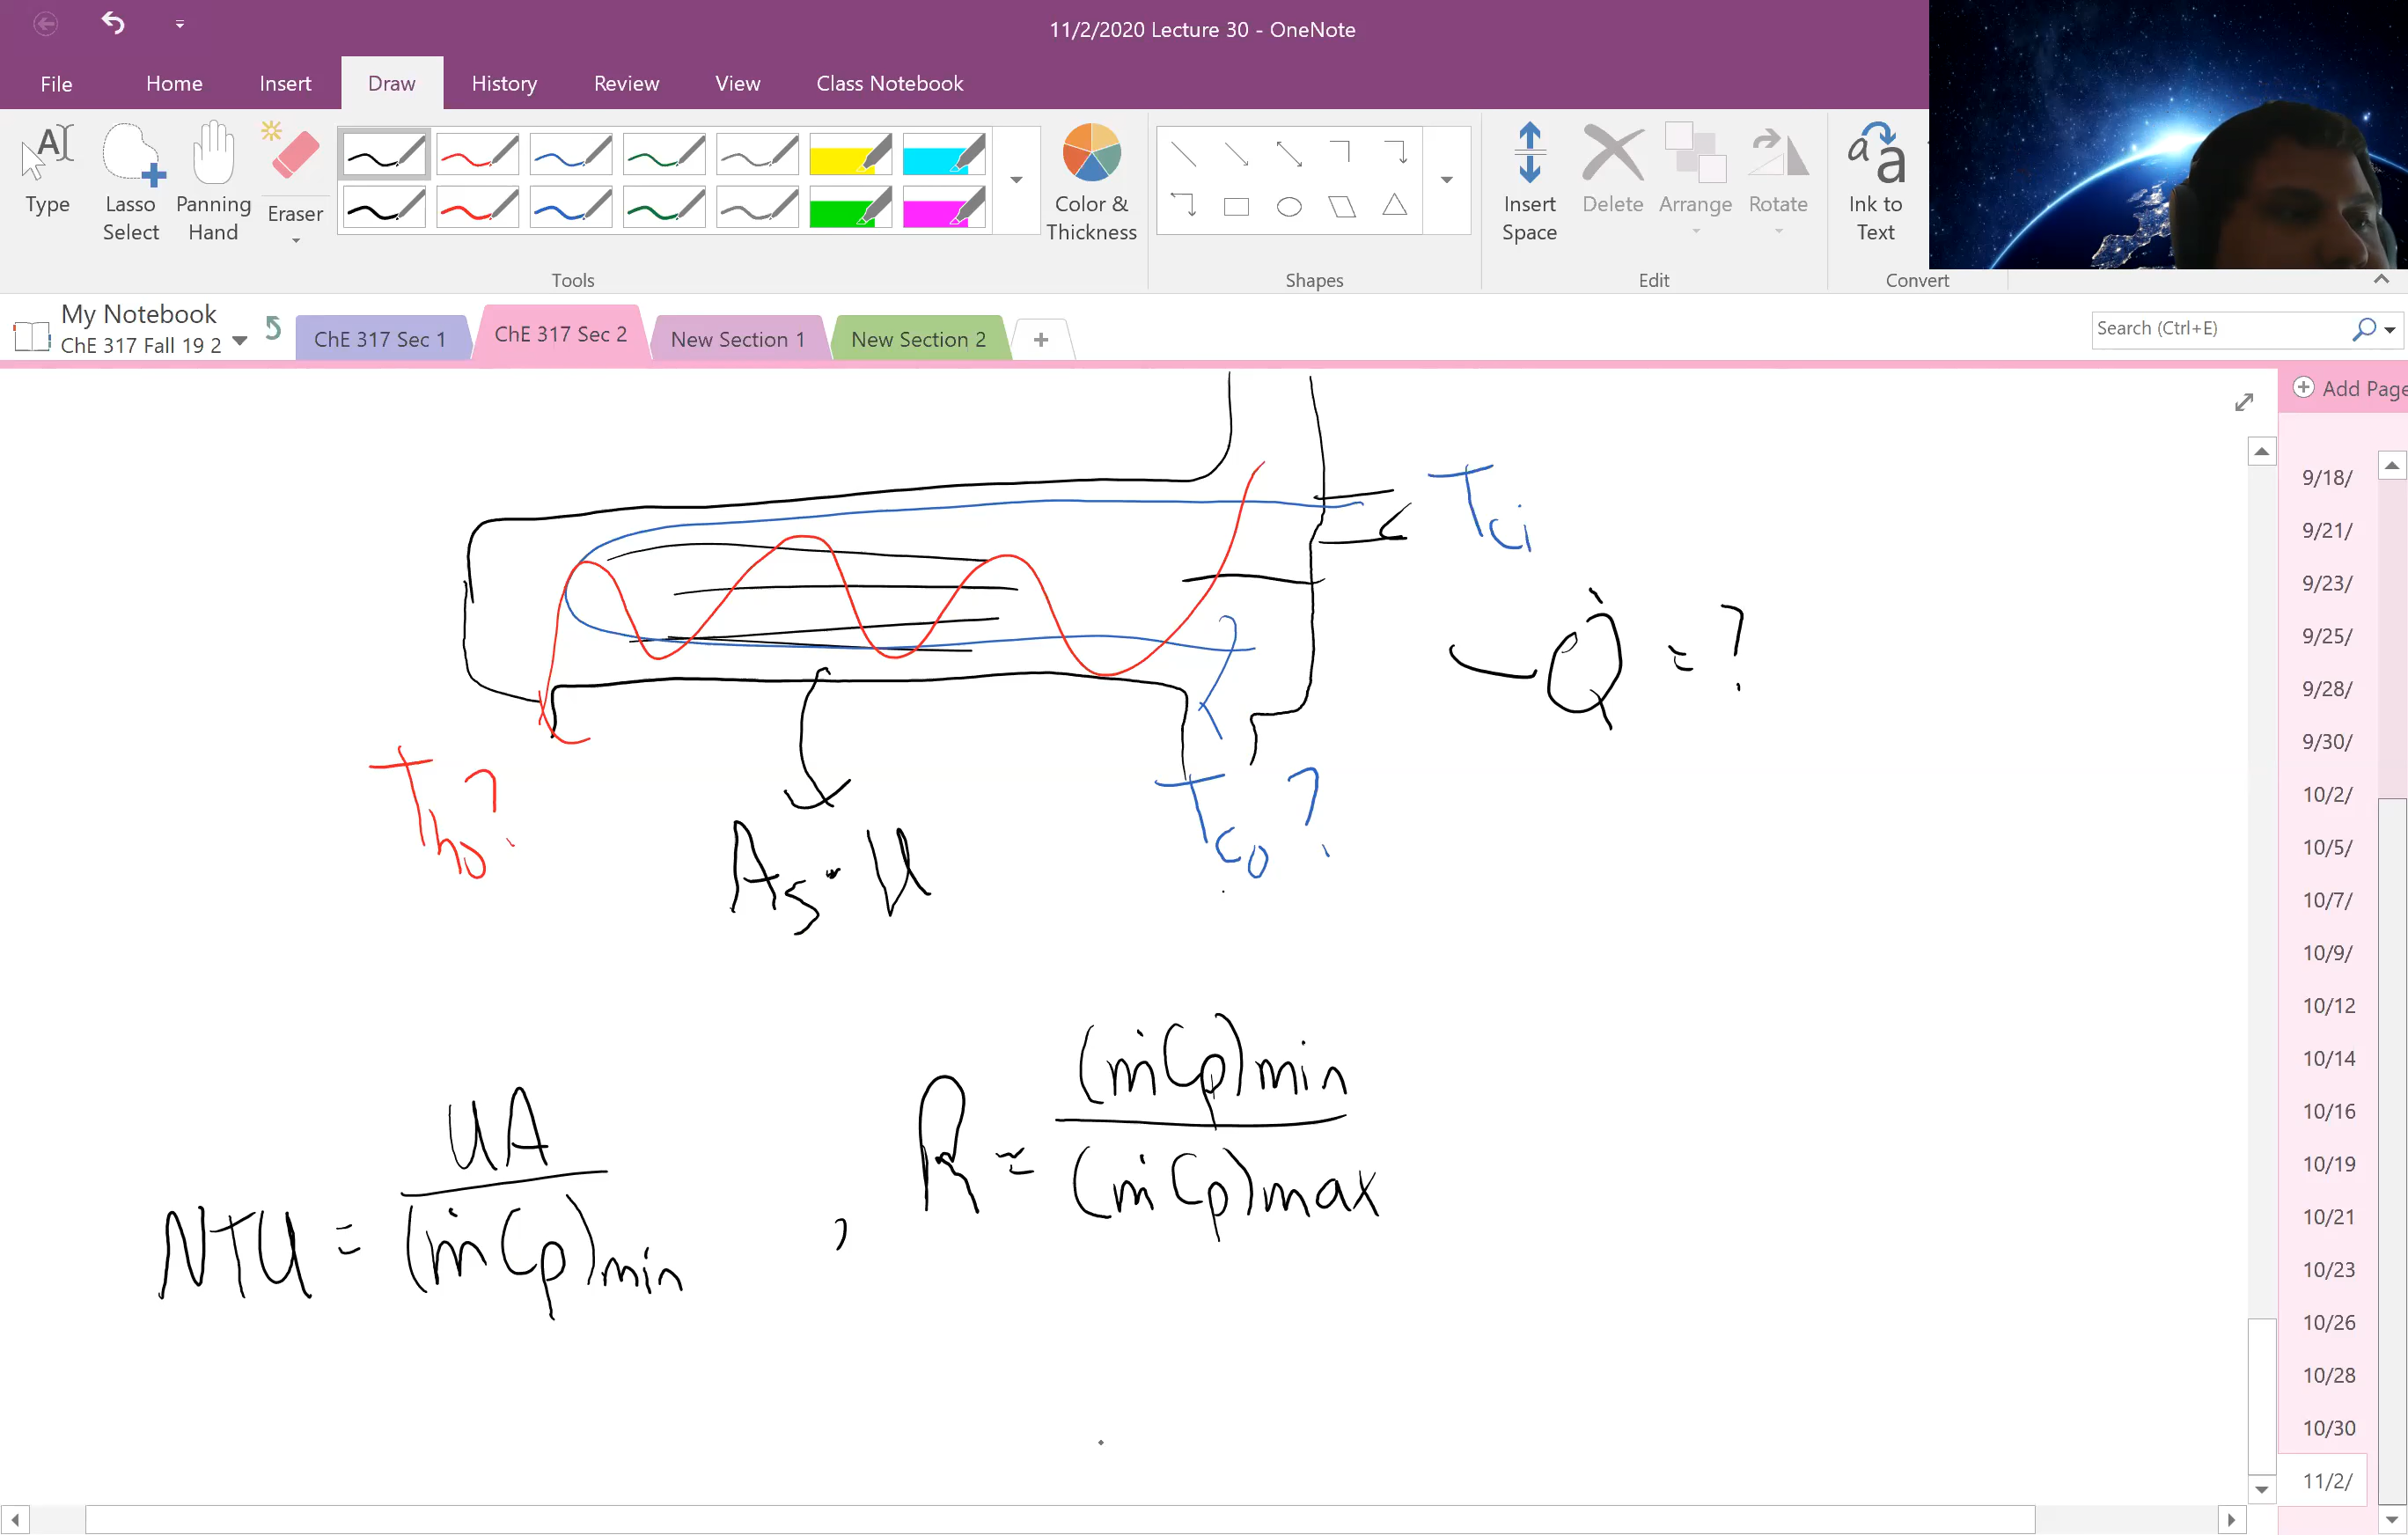 11/2/2020 Lecture 30 - OneNote
File Home Insert Draw History Review View Class Notebook
Type
Lasso Select
Panning Hand
Eraser
Color & Thickness
Insert Space
Delete
Arrange
Rotate
Ink to Text
Tools
Shapes
Edit
Convert
My Notebook
ChE 317 Fall 19 2
ChE 317 Sec 1
ChE 317 Sec 2
New Section 1
New Section 2
Search (Ctrl+E)
Add Page
9/18/
9/21/
9/23/
9/25/
9/28/
9/30/
10/2/
10/5/
10/7/
10/9/
10/12
10/14
10/16
10/19
10/21
10/23
10/26
10/28
10/30
11/2/
Tci
Q̇ = ?
Tho?
Tco?
As · U
NTU = UA / (ṁCp)min , R = (ṁCp)min / (ṁCp)max